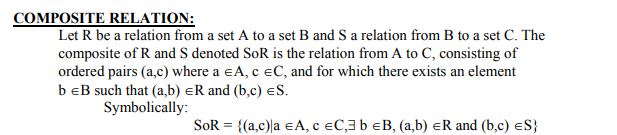 COMPOSITE RELATION:
Let R be a relation from a set A to a set B and S a relation from B to a set C. The
composite of R and S denoted SoR is the relation from A to C, consisting of
ordered pairs (a,c) where a ∈A, c ∈C, and for which there exists an element
b ∈B such that (a,b) ∈R and (b,c) ∈S.
Symbolically:
SoR = {(a,c)|a ∈A, c ∈C,∃ b ∈B, (a,b) ∈R and (b,c) ∈S}